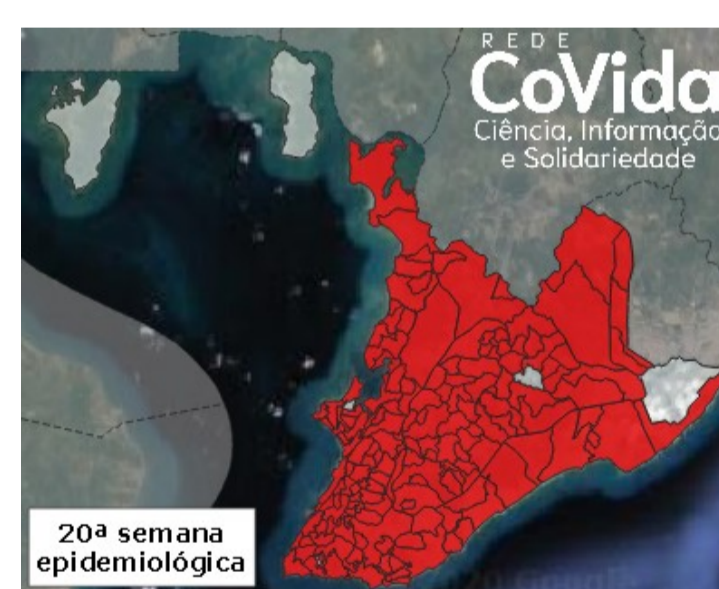 REDE
CoVida
Ciência, Informação
e Solidariedade
20ª semana
epidemiológica